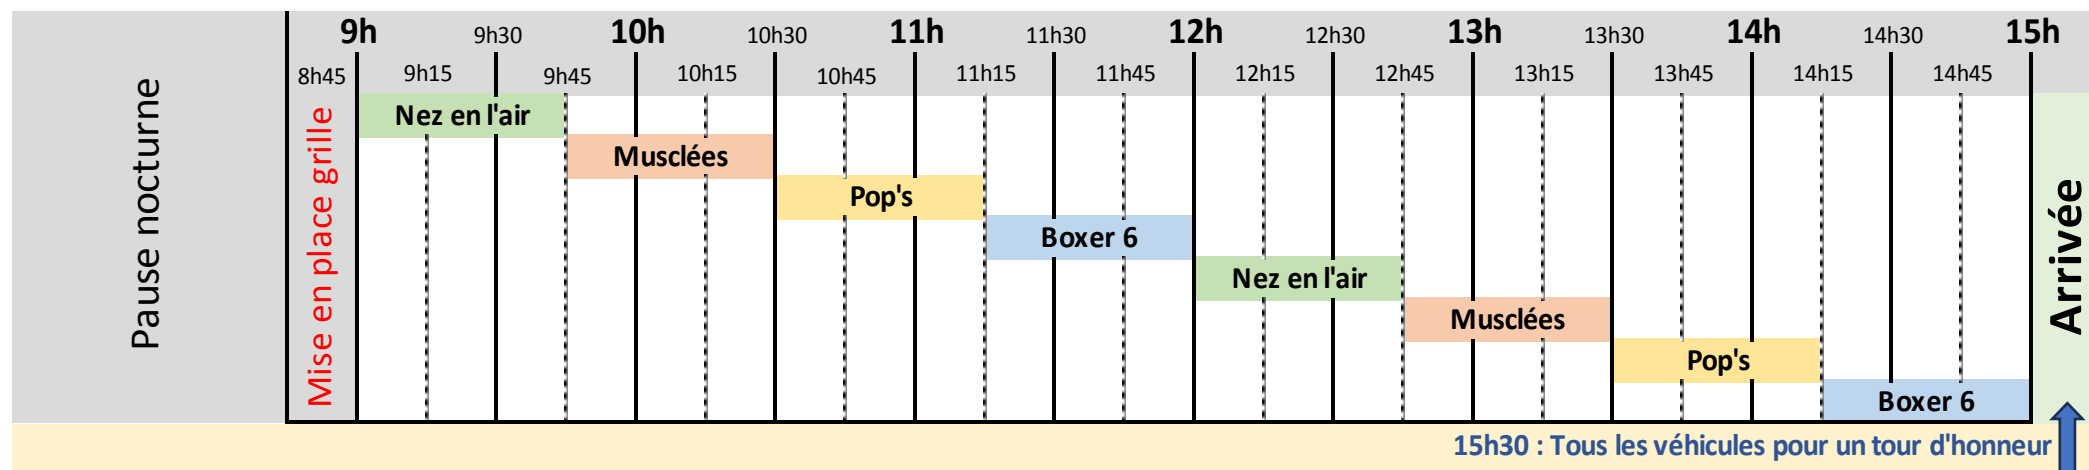 9h 9h30 10h 10h30 11h 11h30 12h 12h30 13h 13h30 14h 14h30 15h
8h45 9h15 9h45 10h15 10h45 11h15 11h45 12h15 12h45 13h15 13h45 14h15 14h45
Pause nocturne
Mise en place grille
Nez en l'air
Musclées
Pop's
Boxer 6
Nez en l'air
Musclées
Pop's
Boxer 6
Arrivée
15h30 : Tous les véhicules pour un tour d'honneur